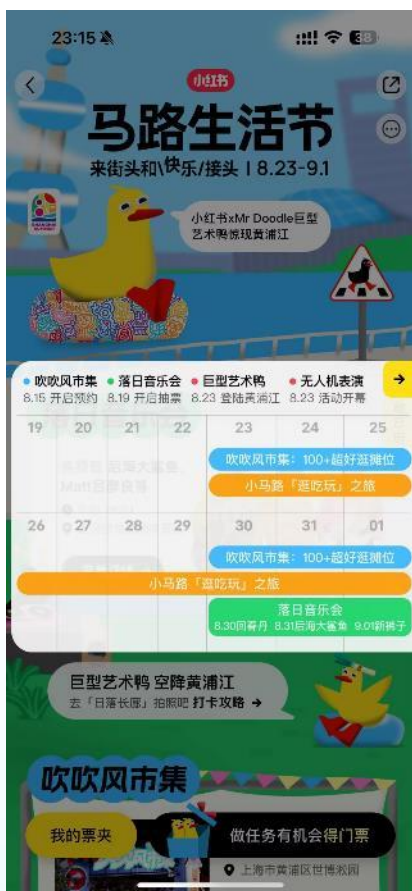 23:15
38
小红书
马路生活节
来街头和\快乐/接头 | 8.23-9.1
小红书xMr Doodle巨型
艺术鸭惊现黄浦江
吹吹风市集 落日音乐会 巨型艺术鸭 无人机表演
8.15 开启预约 8.19 开启抽票 8.23 登陆黄浦江 8.23 活动开幕
19 20 21 22 23 24 25
吹吹风市集：100+超好逛摊位
小马路「逛吃玩」之旅
26 27 28 29 30 31 01
吹吹风市集：100+超好逛摊位
小马路「逛吃玩」之旅
落日音乐会
8.30回春丹 8.31后海大鲨鱼 9.01新裤子
巨型艺术鸭 空降黄浦江
去「日落长廊」拍照吧 打卡攻略 →
吹吹风市集
我的票夹
做任务有机会得门票
上海市黄浦区世博淞园